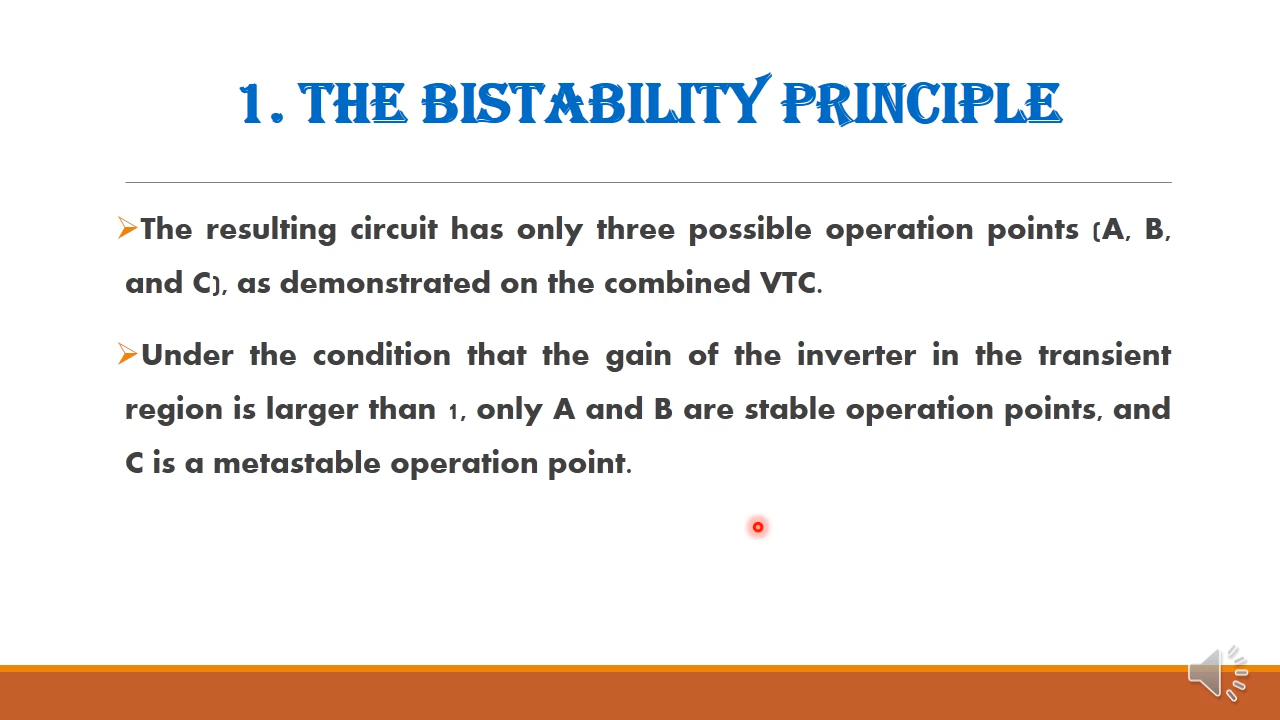 1. THE BISTABILITY PRINCIPLE
➢The resulting circuit has only three possible operation points (A, B,
and C), as demonstrated on the combined VTC.
➢Under the condition that the gain of the inverter in the transient
region is larger than 1, only A and B are stable operation points, and
C is a metastable operation point.